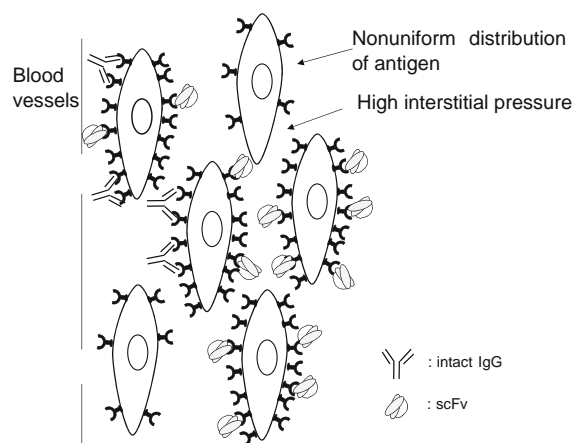 Nonuniform distribution
of antigen
Blood
vessels
High interstitial pressure
: intact IgG
: scFv